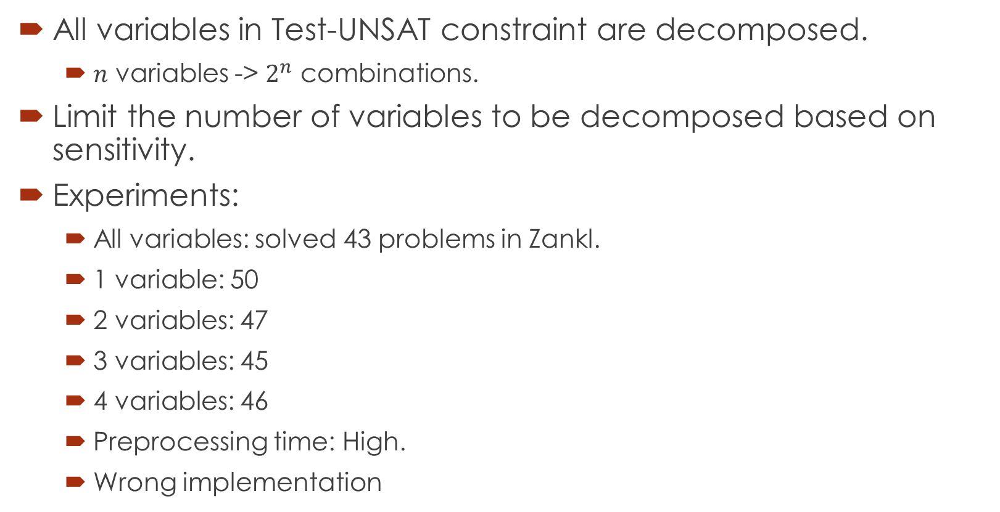 All variables in Test-UNSAT constraint are decomposed.
n variables -> 2ⁿ combinations.
Limit the number of variables to be decomposed based on
sensitivity.
Experiments:
All variables: solved 43 problems in Zankl.
1 variable: 50
2 variables: 47
3 variables: 45
4 variables: 46
Preprocessing time: High.
Wrong implementation